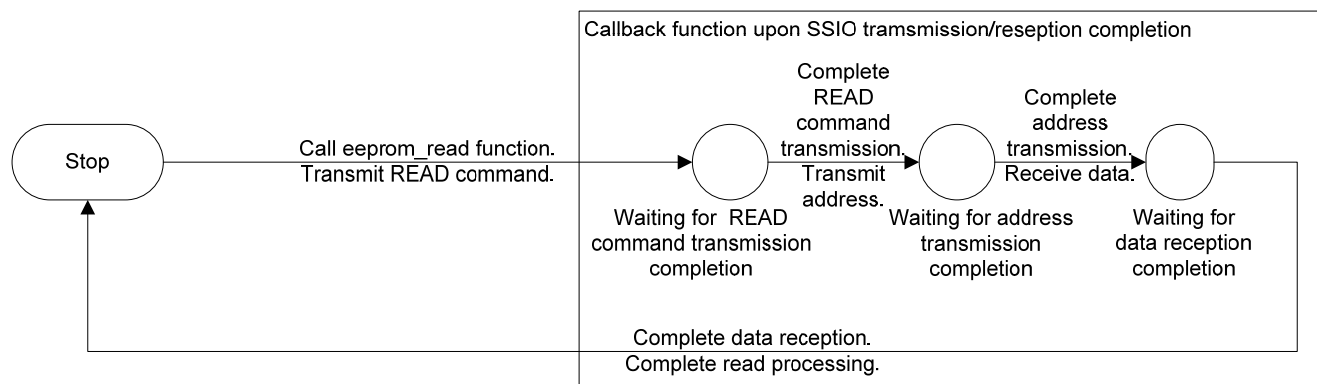 Callback function upon SSIO tramsmission/reseption completion
Stop
Call eeprom_read function.
Transmit READ command.
Complete
READ
command
transmission.
Transmit
address.
Complete
address
transmission.
Receive data.
Waiting for READ
command transmission
completion
Waiting for address
transmission
completion
Waiting for
data reception
completion
Complete data reception.
Complete read processing.